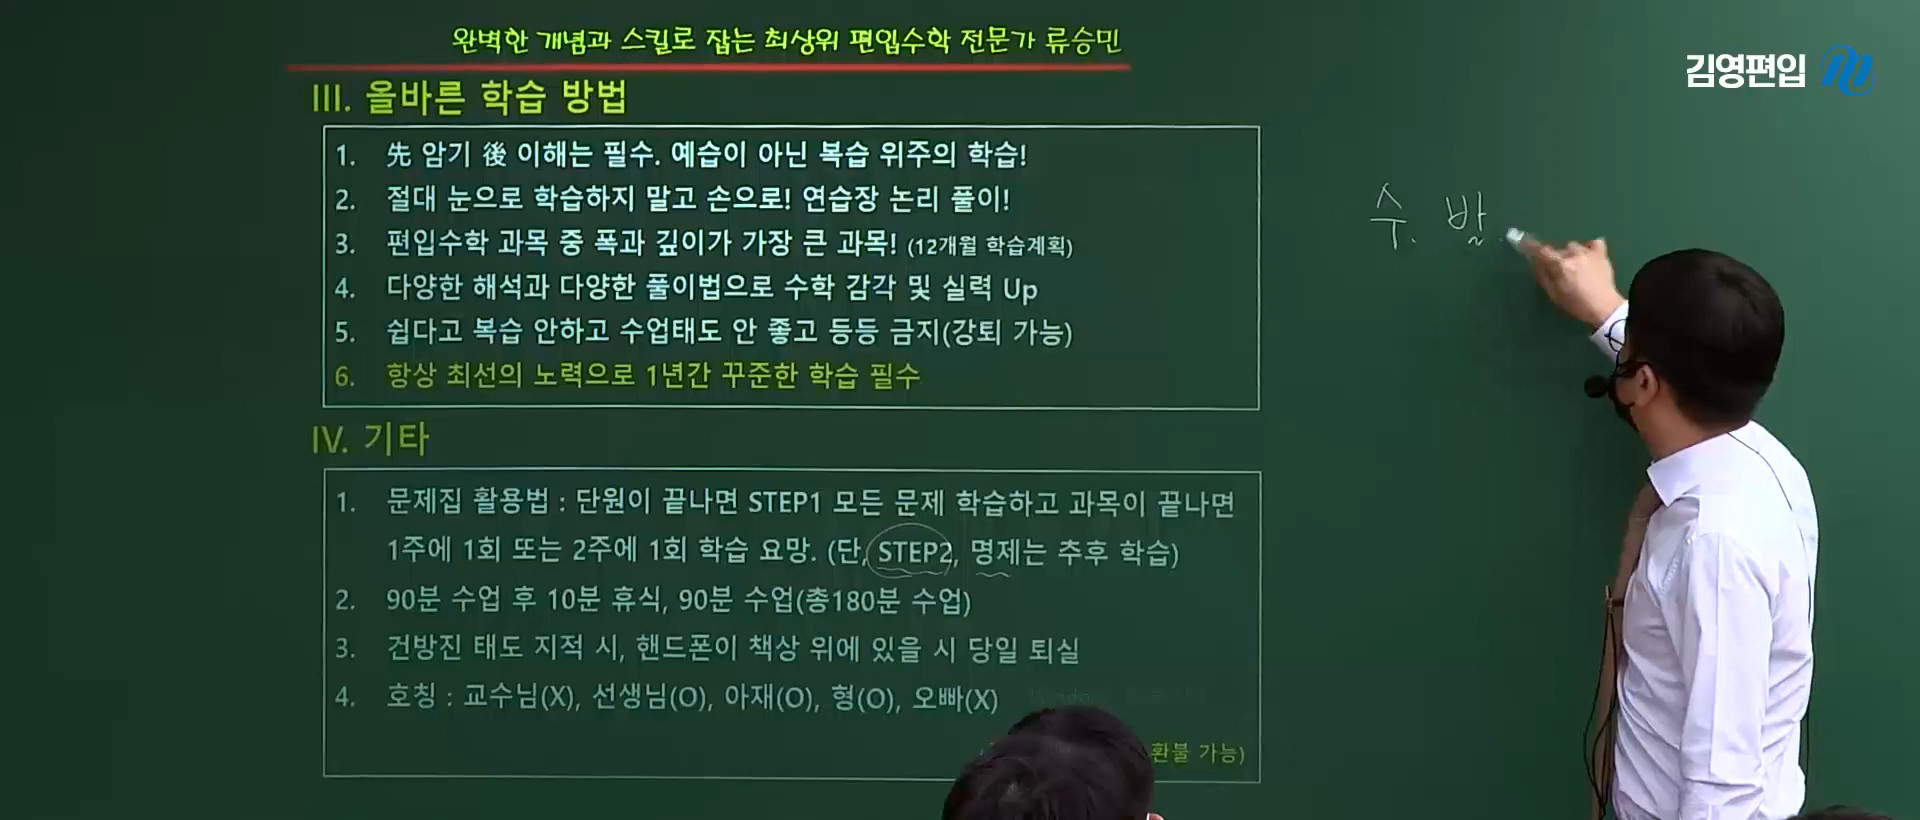 완벽한 개념과 스킬로 잡는 최상위 편입수학 전문가 류승민
김영편입
III. 올바른 학습 방법
1. 先 암기 後 이해는 필수. 예습이 아닌 복습 위주의 학습!
2. 절대 눈으로 학습하지 말고 손으로! 연습장 논리 풀이!
3. 편입수학 과목 중 폭과 깊이가 가장 큰 과목! (12개월 학습계획)
4. 다양한 해석과 다양한 풀이법으로 수학 감각 및 실력 Up
5. 쉽다고 복습 안하고 수업태도 안 좋고 등등 금지(강퇴 가능)
6. 항상 최선의 노력으로 1년간 꾸준한 학습 필수
수. 발.
IV. 기타
1. 문제집 활용법 : 단원이 끝나면 STEP1 모든 문제 학습하고 과목이 끝나면
1주에 1회 또는 2주에 1회 학습 요망. (단, STEP2, 명제는 추후 학습)
2. 90분 수업 후 10분 휴식, 90분 수업(총180분 수업)
3. 건방진 태도 지적 시, 핸드폰이 책상 위에 있을 시 당일 퇴실
4. 호칭 : 교수님(X), 선생님(O), 아재(O), 형(O), 오빠(X)
환불 가능)